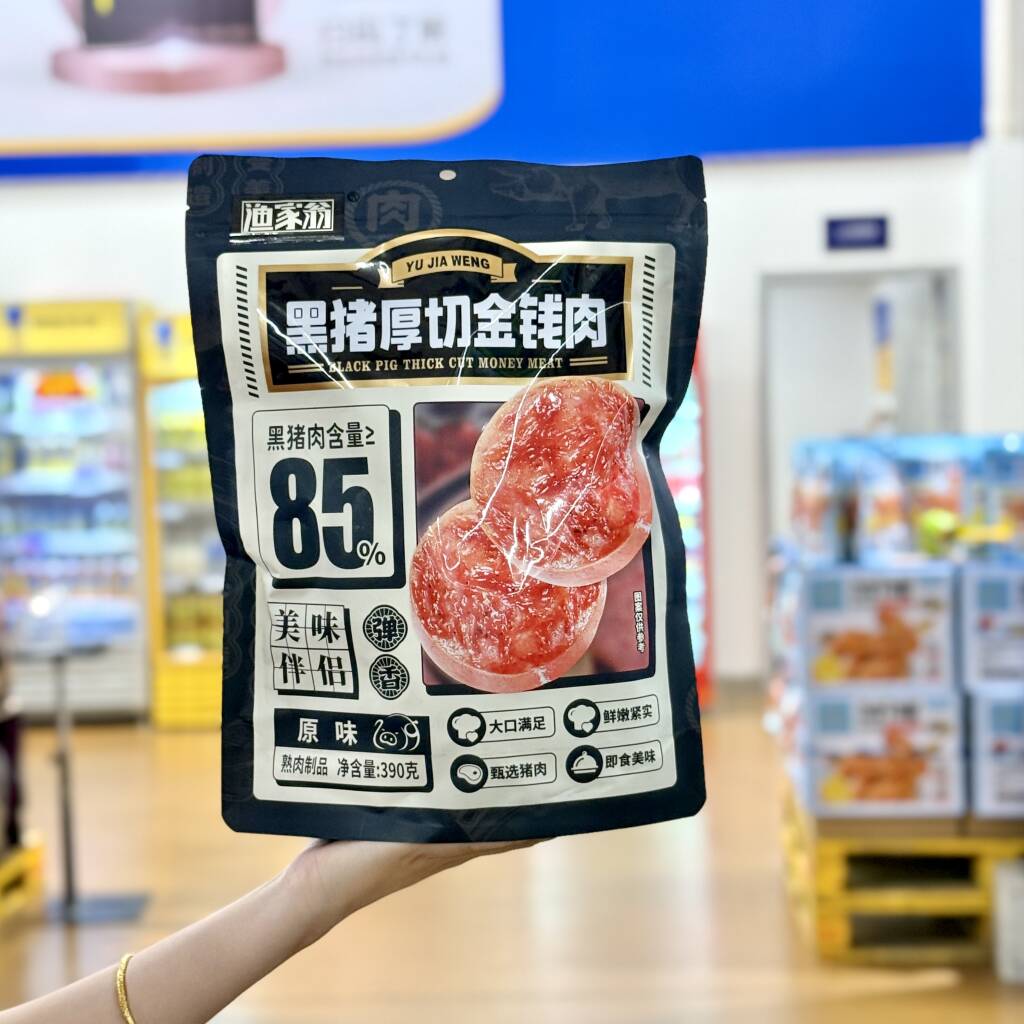 渔家翁
肉
YU JIA WENG
黑猪厚切金钱肉
BLACK PIG THICK CUT MONEY MEAT
黑猪肉含量≥
85%
美味
伴侣
弹
香
图案仅供参考
原味
熟肉制品 净含量:390克
大口满足
鲜嫩紧实
甄选猪肉
即食美味